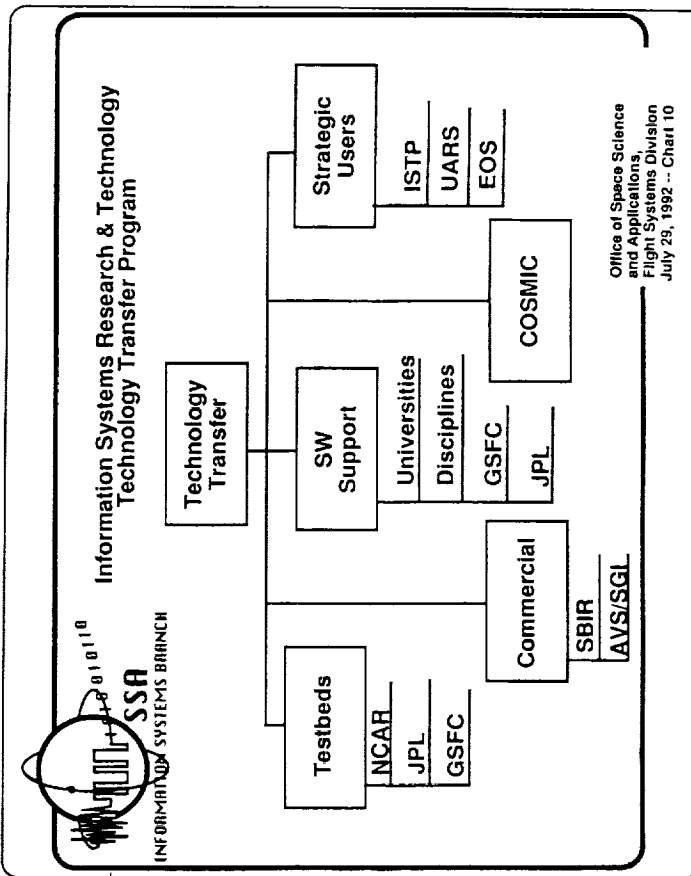 Information Systems Research & Technology
Technology Transfer Program
01010110
SSA
INFORMATION SYSTEMS BRANCH
Technology
Transfer
Testbeds
NCAR
JPL
GSFC
Commercial
SBIR
AVS/SGI
SW
Support
Universities
Disciplines
GSFC
JPL
COSMIC
Strategic
Users
ISTP
UARS
EOS
Office of Space Science
and Applications,
Flight Systems Division
July 29, 1992 -- Chart 10